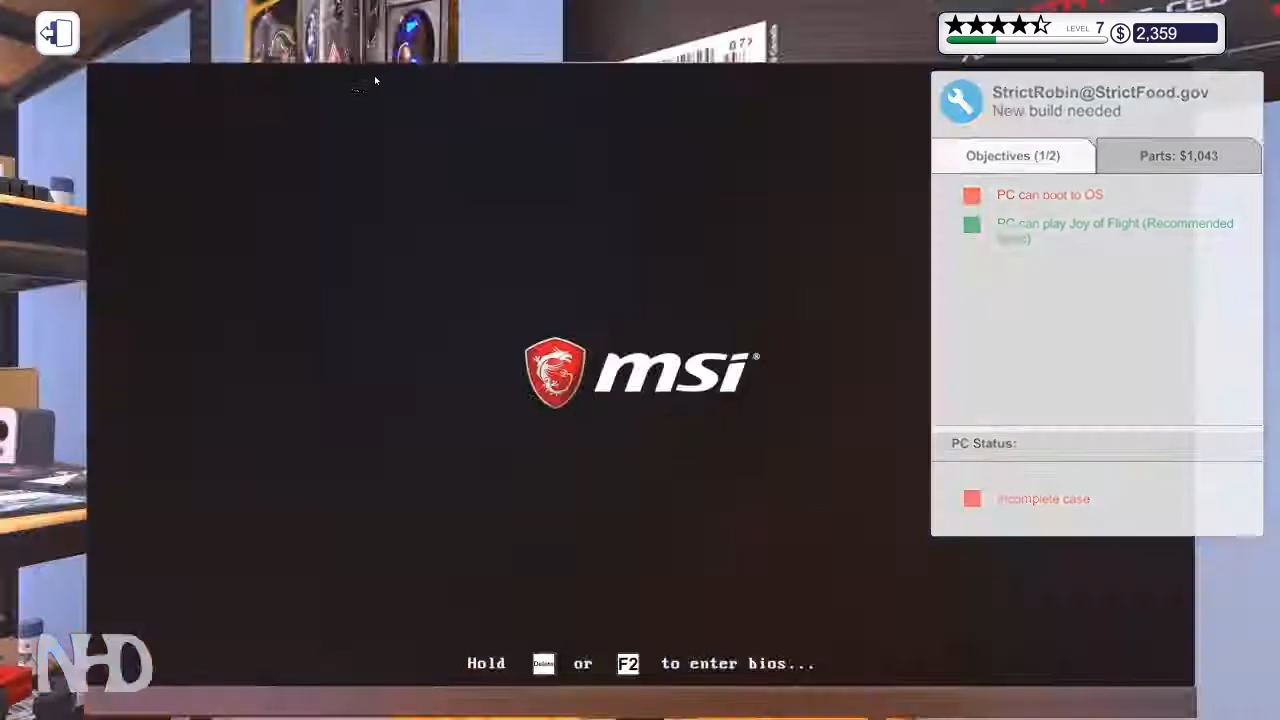 LEVEL 7
$ 2,359
StrictRobin@StrictFood.gov
New build needed
Objectives (1/2)
Parts: $1,043
PC can boot to OS
PC can play Joy of Flight (Recommended
PC Status:
Incomplete case
msi
Hold Delete or F2 to enter bios...
NHD